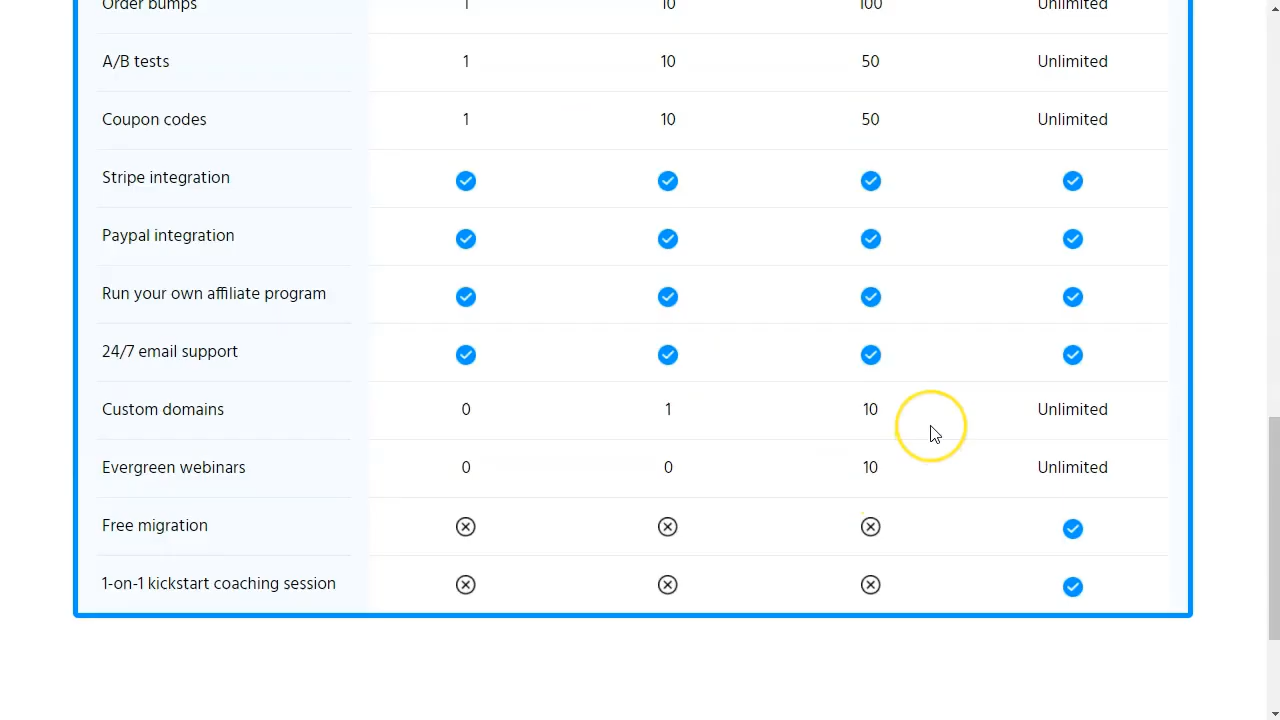 Order bumps 1 10 100 Unlimited
A/B tests 1 10 50 Unlimited
Coupon codes 1 10 50 Unlimited
Stripe integration
Paypal integration
Run your own affiliate program
24/7 email support
Custom domains 0 1 10 Unlimited
Evergreen webinars 0 0 10 Unlimited
Free migration
1-on-1 kickstart coaching session